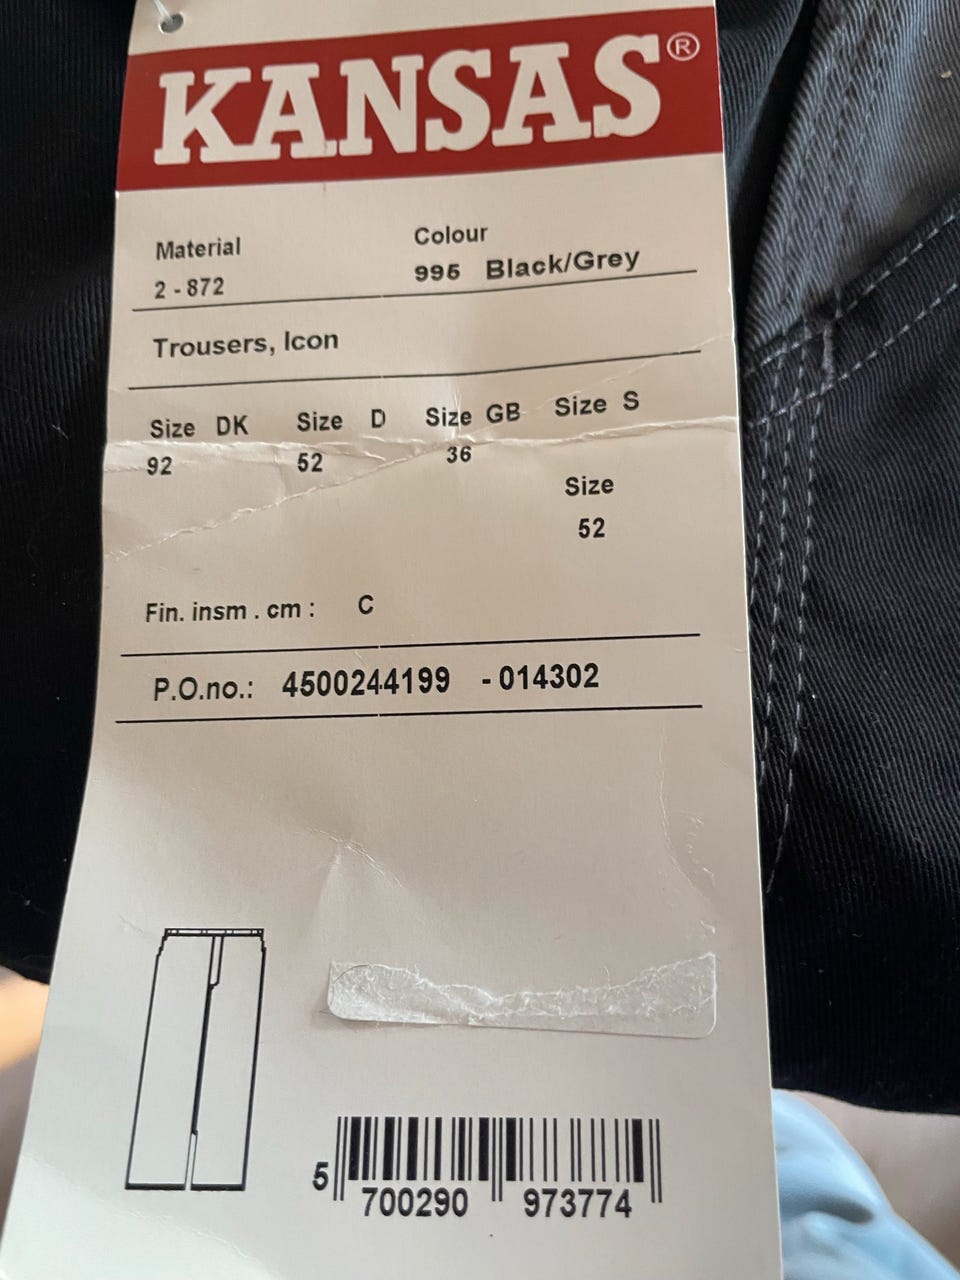 KANSAS®
Material Colour
2 - 872 995 Black/Grey
Trousers, Icon
Size DK Size D Size GB Size S
92 52 36
Size
52
Fin. insm . cm : C
P.O.no.: 4500244199 - 014302
5 700290 973774